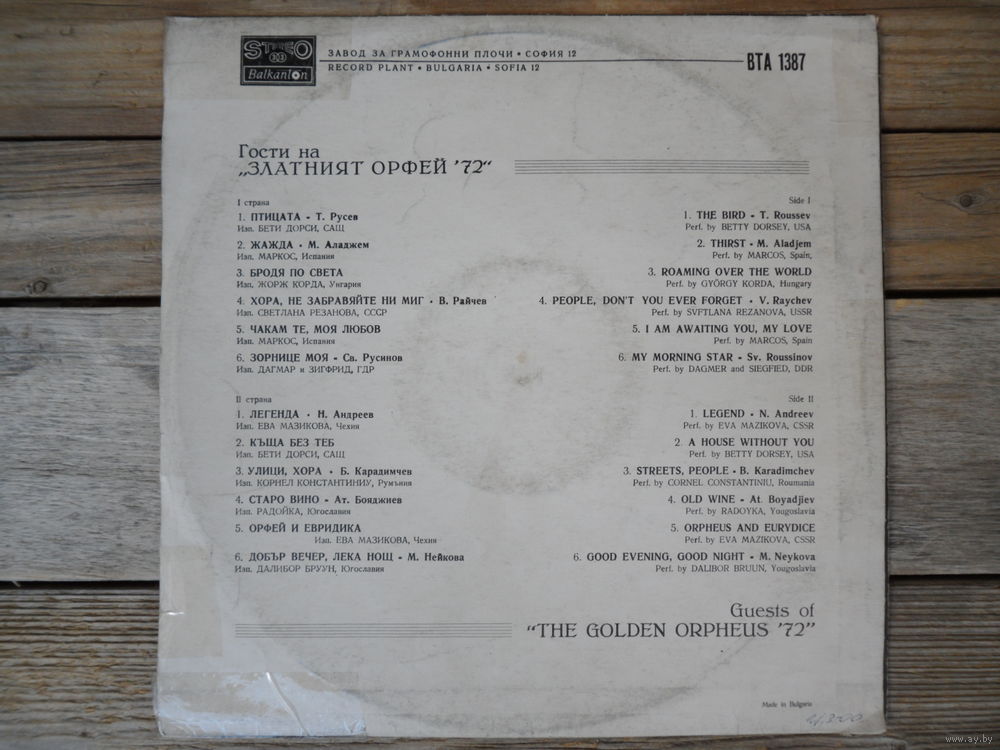 STEREO
33
Balkanton
ЗАВОД ЗА ГРАМОФОННИ ПЛОЧИ • СОФИЯ 12
RECORD PLANT • BULGARIA • SOFIA 12
BTA 1387
Гости на
„ЗЛАТНИЯТ ОРФЕЙ '72“
I страна
1. ПТИЦАТА - Т. Русев
Изп. БЕТИ ДОРСИ, САЩ
2. ЖАЖДА • М. Аладжем
Изп. МАРКОС, Испания
3. БРОДЯ ПО СВЕТА
Изп. ЖОРЖ КОРДА, Унгария
4. ХОРА, НЕ ЗАБРАВЯЙТЕ НИ МИГ • В. Райчев
Изп. СВЕТЛАНА РЕЗАНОВА, СССР
5. ЧАКАМ ТЕ, МОЯ ЛЮБОВ
Изп. МАРКОС, Испания
6. ЗОРНИЦЕ МОЯ - Св. Русинов
Изп. ДАГМАР и ЗИГФРИД, ГДР
II страна
1. ЛЕГЕНДА • Н. Андреев
Изп. ЕВА МАЗИКОВА, Чехия
2. КЪЩА БЕЗ ТЕБ
Изп. БЕТИ ДОРСИ, САЩ
3. УЛИЦИ, ХОРА • Б. Карадимчев
Изп. КОРНЕЛ КОНСТАНТИНИУ, Румъния
4. СТАРО ВИНО - Ат. Бояджиев
Изп. РАДОЙКА, Югославия
5. ОРФЕЙ И ЕВРИДИКА
Изп. ЕВА МАЗИКОВА, Чехия
6. ДОБЪР ВЕЧЕР, ЛЕКА НОЩ • М. Нейкова
Изп. ДАЛИБОР БРУУН, Югославия
Side I
1. THE BIRD - T. Roussev
Perf. by BETTY DORSEY, USA
2. THIRST • M. Aladjem
Perf. by MARCOS, Spain,
3. ROAMING OVER THE WORLD
Perf. by GYÖRGY KORDA, Hungary
4. PEOPLE, DON'T YOU EVER FORGET • V. Raychev
Perf. by SVFTLANA REZANOVA, USSR
5. I AM AWAITING YOU, MY LOVE
Perf. by MARCOS, Spain
6. MY MORNING STAR - Sv. Roussinov
Perf. by DAGMER and SIEGFIED, DDR
Side II
1. LEGEND - N. Andreev
Perf. by EVA MAZIKOVA, CSSR
2. A HOUSE WITHOUT YOU
Perf. by BETTY DORSEY, USA
3. STREETS, PEOPLE • B. Karadimchev
Perf. by CORNEL CONSTANTINIU, Roumania
4. OLD WINE - At. Boyadjiev
Perf. by RADOYKA, Yougoslavia
5. ORPHEUS AND EURYDICE
Perf. by EVA MAZIKOVA, CSSR
6. GOOD EVENING, GOOD NIGHT • M. Neykova
Perf. by DALIBOR BRUUN, Yougoslavia
Guests of
“THE GOLDEN ORPHEUS '72”
Made in Bulgaria
www.ay.by